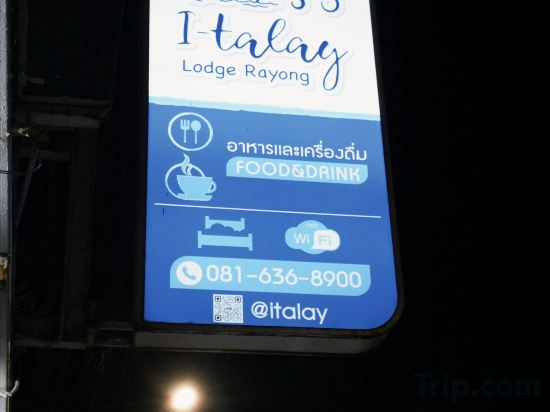 I-talay
Lodge Rayong
อาหารและเครื่องดื่ม
FOOD&DRINK
FREE
Wi Fi
081-636-8900
@italay
Trip.com